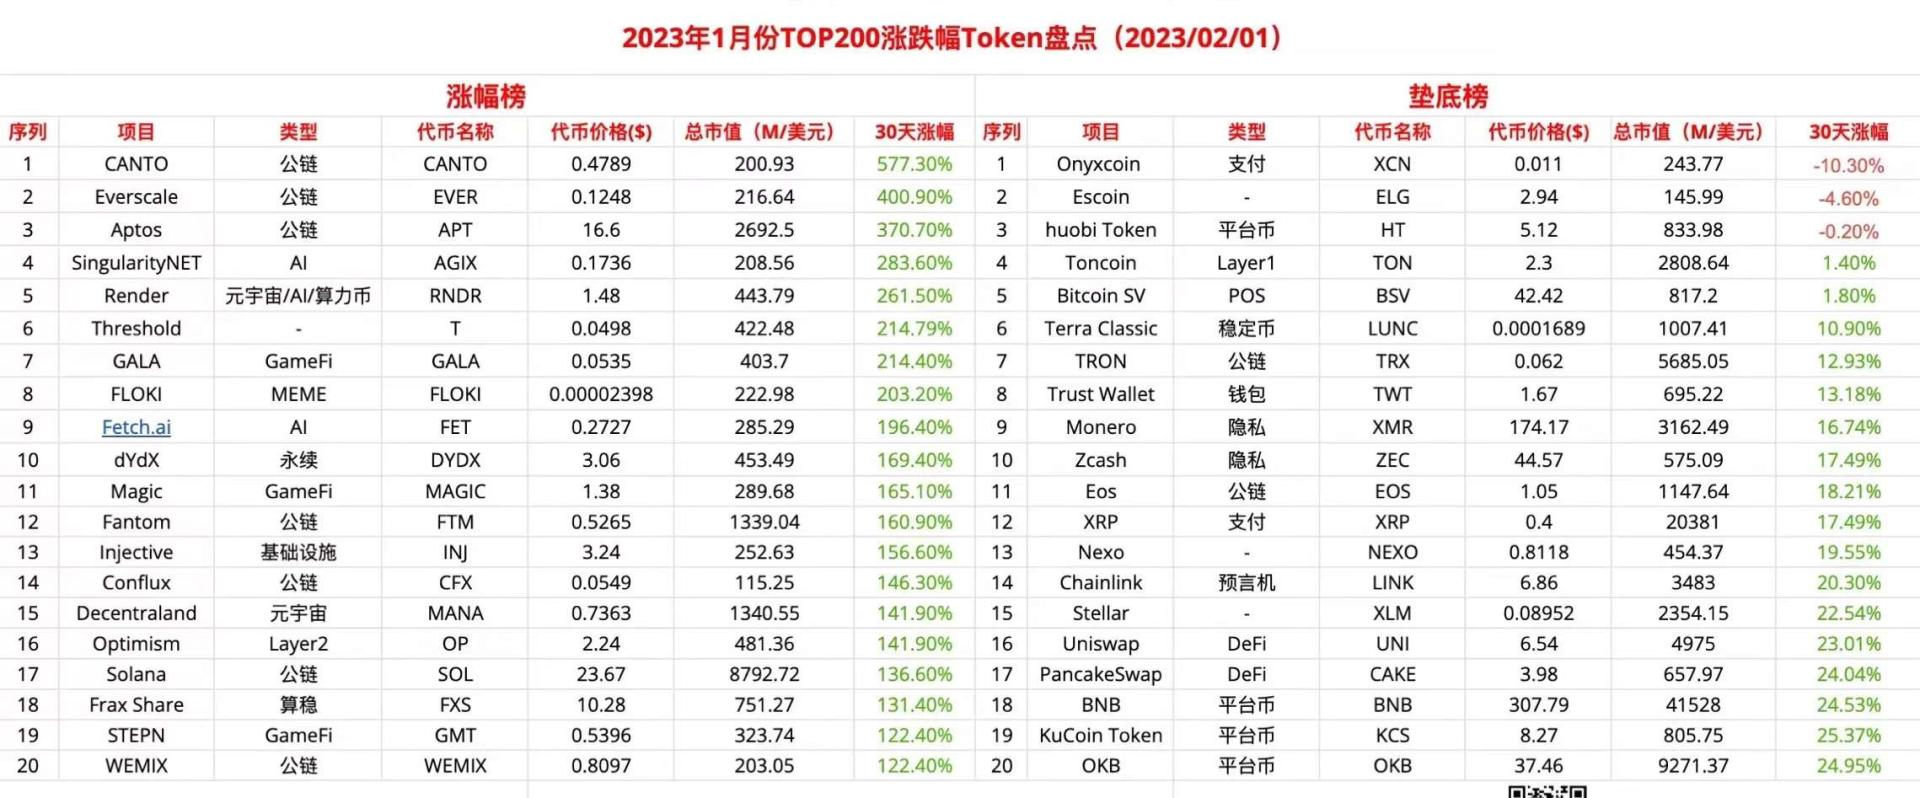 2023年1月份TOP200涨跌幅Token盘点（2023/02/01）
涨幅榜 垫底榜
序列 项目 类型 代币名称 代币价格($) 总市值（M/美元） 30天涨幅 序列 项目 类型 代币名称 代币价格($) 总市值（M/美元） 30天涨幅
1 CANTO 公链 CANTO 0.4789 200.93 577.30% 1 Onyxcoin 支付 XCN 0.011 243.77 -10.30%
2 Everscale 公链 EVER 0.1248 216.64 400.90% 2 Escoin - ELG 2.94 145.99 -4.60%
3 Aptos 公链 APT 16.6 2692.5 370.70% 3 huobi Token 平台币 HT 5.12 833.98 -0.20%
4 SingularityNET AI AGIX 0.1736 208.56 283.60% 4 Toncoin Layer1 TON 2.3 2808.64 1.40%
5 Render 元宇宙/AI/算力币 RNDR 1.48 443.79 261.50% 5 Bitcoin SV POS BSV 42.42 817.2 1.80%
6 Threshold - T 0.0498 422.48 214.79% 6 Terra Classic 稳定币 LUNC 0.0001689 1007.41 10.90%
7 GALA GameFi GALA 0.0535 403.7 214.40% 7 TRON 公链 TRX 0.062 5685.05 12.93%
8 FLOKI MEME FLOKI 0.00002398 222.98 203.20% 8 Trust Wallet 钱包 TWT 1.67 695.22 13.18%
9 Fetch.ai AI FET 0.2727 285.29 196.40% 9 Monero 隐私 XMR 174.17 3162.49 16.74%
10 dYdX 永续 DYDX 3.06 453.49 169.40% 10 Zcash 隐私 ZEC 44.57 575.09 17.49%
11 Magic GameFi MAGIC 1.38 289.68 165.10% 11 Eos 公链 EOS 1.05 1147.64 18.21%
12 Fantom 公链 FTM 0.5265 1339.04 160.90% 12 XRP 支付 XRP 0.4 20381 17.49%
13 Injective 基础设施 INJ 3.24 252.63 156.60% 13 Nexo - NEXO 0.8118 454.37 19.55%
14 Conflux 公链 CFX 0.0549 115.25 146.30% 14 Chainlink 预言机 LINK 6.86 3483 20.30%
15 Decentraland 元宇宙 MANA 0.7363 1340.55 141.90% 15 Stellar - XLM 0.08952 2354.15 22.54%
16 Optimism Layer2 OP 2.24 481.36 141.90% 16 Uniswap DeFi UNI 6.54 4975 23.01%
17 Solana 公链 SOL 23.67 8792.72 136.60% 17 PancakeSwap DeFi CAKE 3.98 657.97 24.04%
18 Frax Share 算稳 FXS 10.28 751.27 131.40% 18 BNB 平台币 BNB 307.79 41528 24.53%
19 STEPN GameFi GMT 0.5396 323.74 122.40% 19 KuCoin Token 平台币 KCS 8.27 805.75 25.37%
20 WEMIX 公链 WEMIX 0.8097 203.05 122.40% 20 OKB 平台币 OKB 37.46 9271.37 24.95%